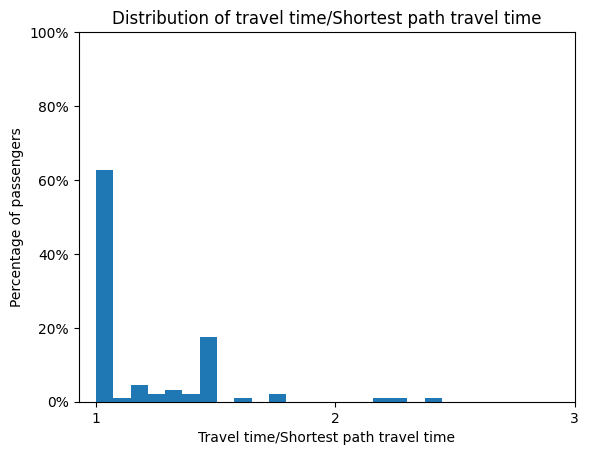 Distribution of travel time/Shortest path travel time
100%
80%
60%
40%
20%
0%
Percentage of passengers
1 2 3
Travel time/Shortest path travel time